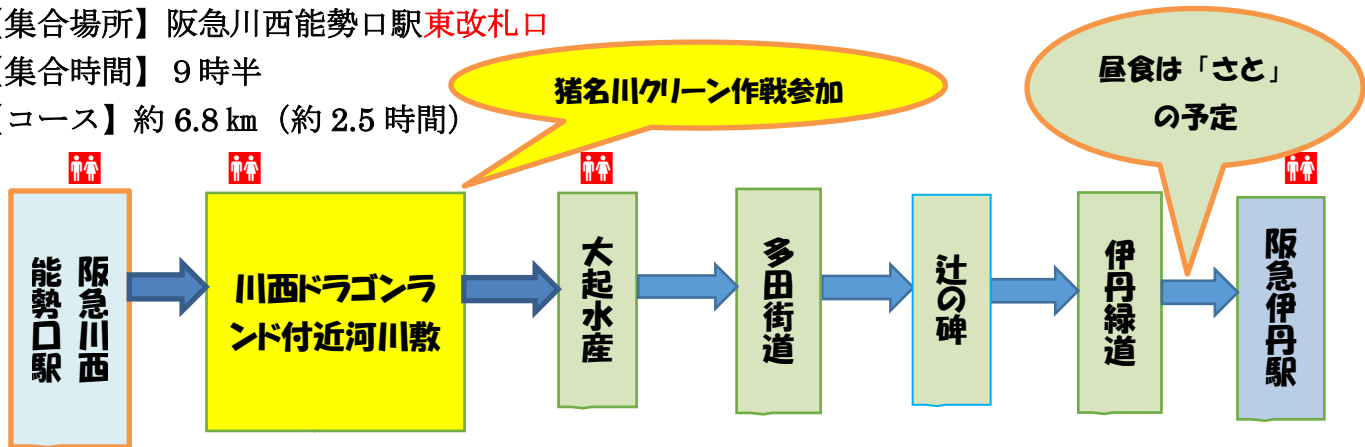 【集合場所】阪急川西能勢口駅東改札口
【集合時間】９時半
【コース】約 6.8 ㎞（約 2.5 時間）
猪名川クリーン作戦参加
昼食は「さと」
の予定
阪急川西
能勢口駅
川西ドラゴンラ
ンド付近河川敷
大起水産
多田街道
辻の碑
伊丹緑道
阪急伊丹駅